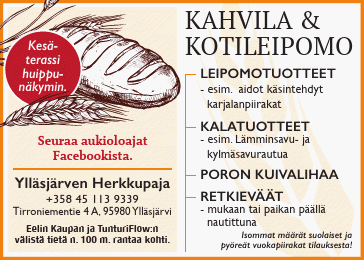 Kesä-
terassi
huippu-
näkymin.
Seuraa aukioloajat
Facebookista.
Ylläsjärven Herkkupaja
+358 45 113 9339
Tirroniementie 4 A, 95980 Ylläsjärvi
Eelin Kaupan ja TunturiFlow:n
välistä tietä n. 100 m. rantaa kohti.
KAHVILA &
KOTILEIPOMO
LEIPOMOTUOTTEET
- esim. aidot käsintehdyt
karjalanpiirakat
KALATUOTTEET
- esim. Lämminsavu- ja
kylmäsavurautua
PORON KUIVALIHAA
RETKIEVÄÄT
- mukaan tai paikan päällä
nautittuna
Isommat määrät suolaiset ja
pyöreät vuokapiirakat tilauksesta!